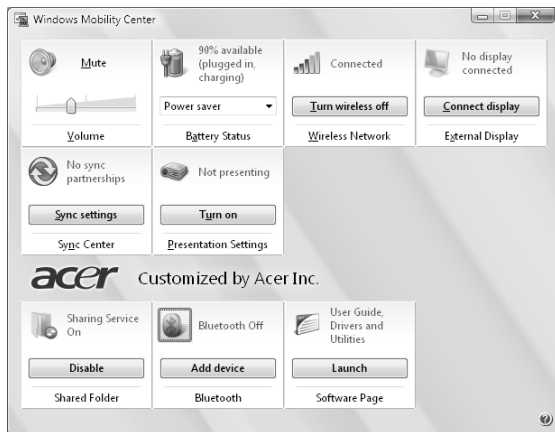 Windows Mobility Center
Mute
Volume
90% available
(plugged in,
charging)
Power saver
Battery Status
Connected
Turn wireless off
Wireless Network
No display
connected
Connect display
External Display
No sync
partnerships
Sync settings
Sync Center
Not presenting
Turn on
Presentation Settings
acer Customized by Acer Inc.
Sharing Service
On
Disable
Shared Folder
Bluetooth Off
Add device
Bluetooth
User Guide,
Drivers and
Utilities
Launch
Software Page